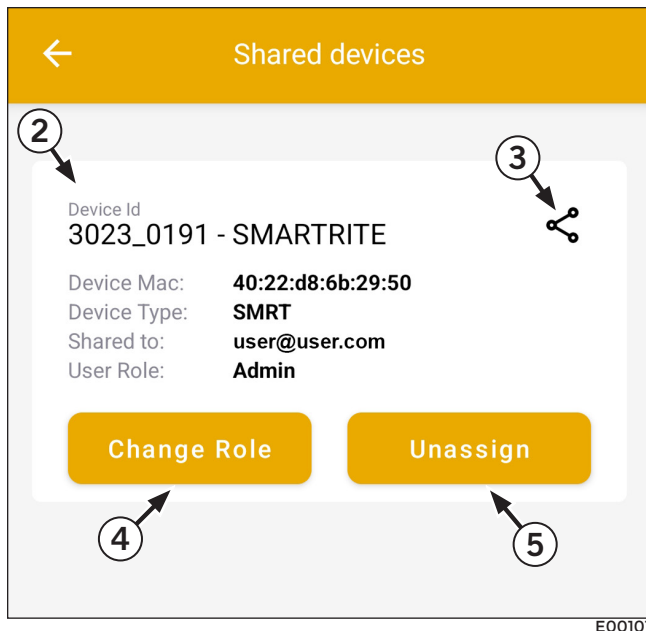 Shared devices
2
3
Device Id
3023_0191 - SMARTRITE
Device Mac: 40:22:d8:6b:29:50
Device Type: SMRT
Shared to: user@user.com
User Role: Admin
Change Role Unassign
4
5